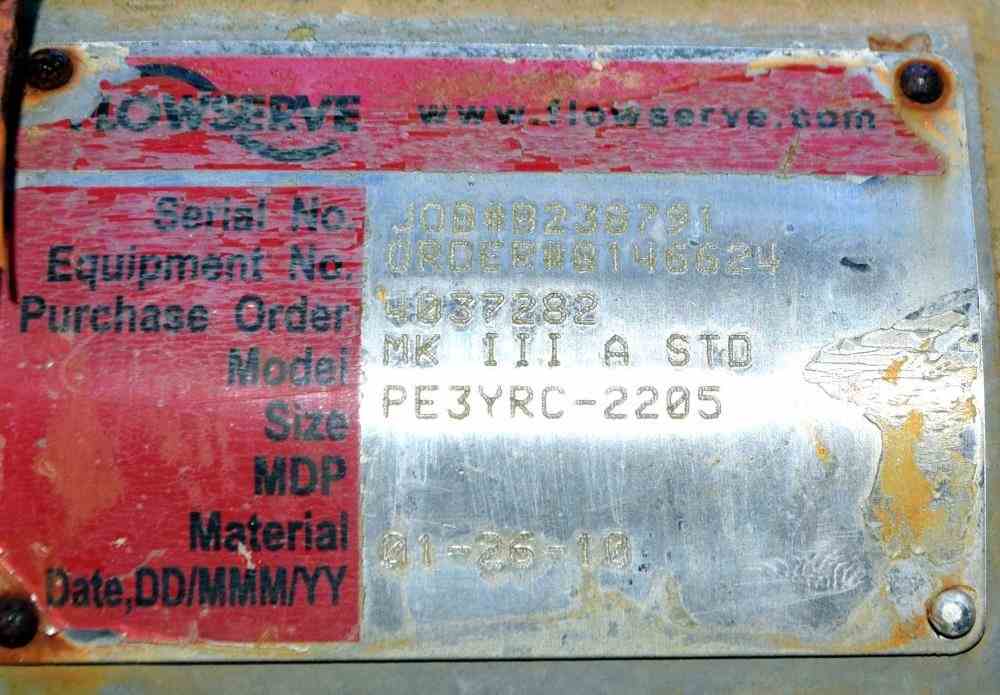 FLOWSERVE www.flowserve.com
Serial No. JOB#8238791
Equipment No. ORDER#8146624
Purchase Order 4037282
Model MK III A STD
Size PE3YRC-2205
MDP
Material
Date,DD/MMM/YY 01-26-10